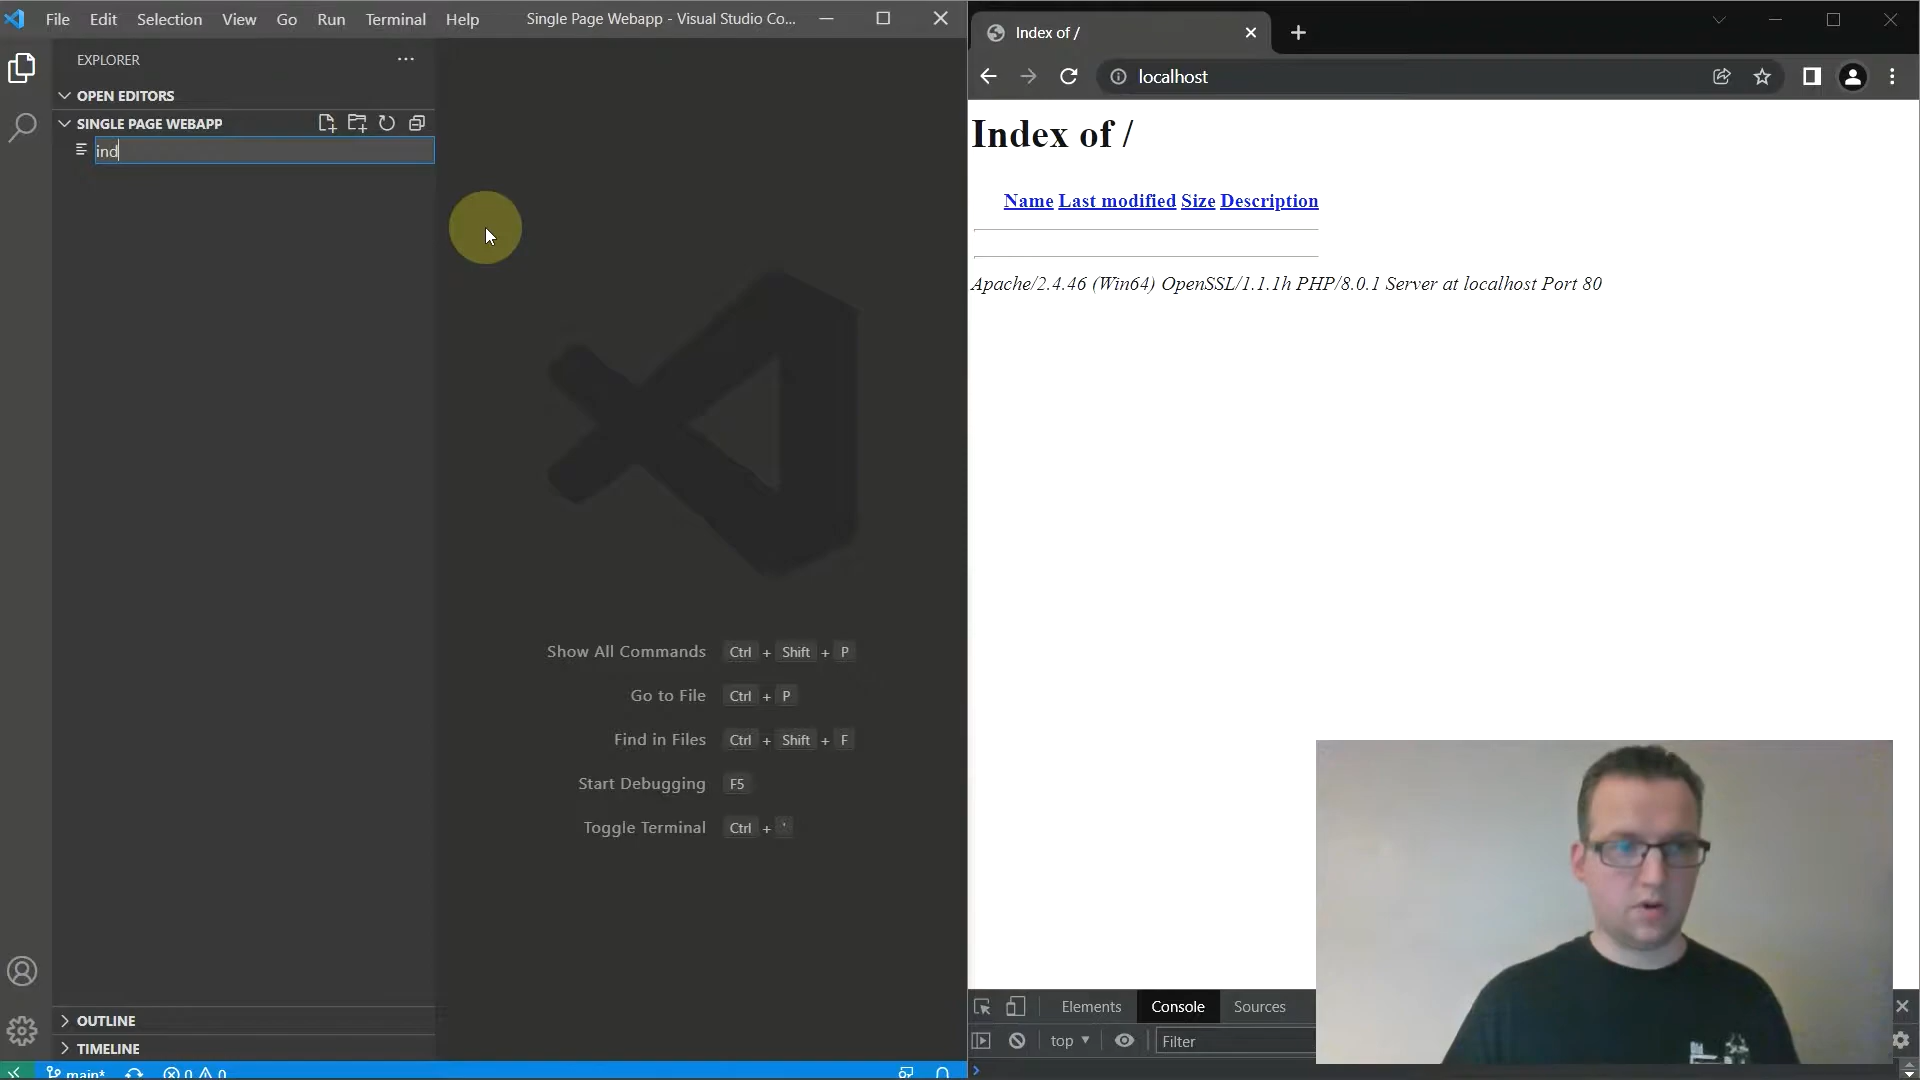 File Edit Selection View Go Run Terminal Help Single Page Webapp - Visual Studio Co...
EXPLORER
OPEN EDITORS
SINGLE PAGE WEBAPP
ind
Show All Commands Ctrl + Shift + P
Go to File Ctrl + P
Find in Files Ctrl + Shift + F
Start Debugging F5
Toggle Terminal Ctrl + '
OUTLINE
TIMELINE
main* 0 0
Index of /
localhost
Index of /
Name Last modified Size Description
Apache/2.4.46 (Win64) OpenSSL/1.1.1h PHP/8.0.1 Server at localhost Port 80
Elements Console Sources
top Filter